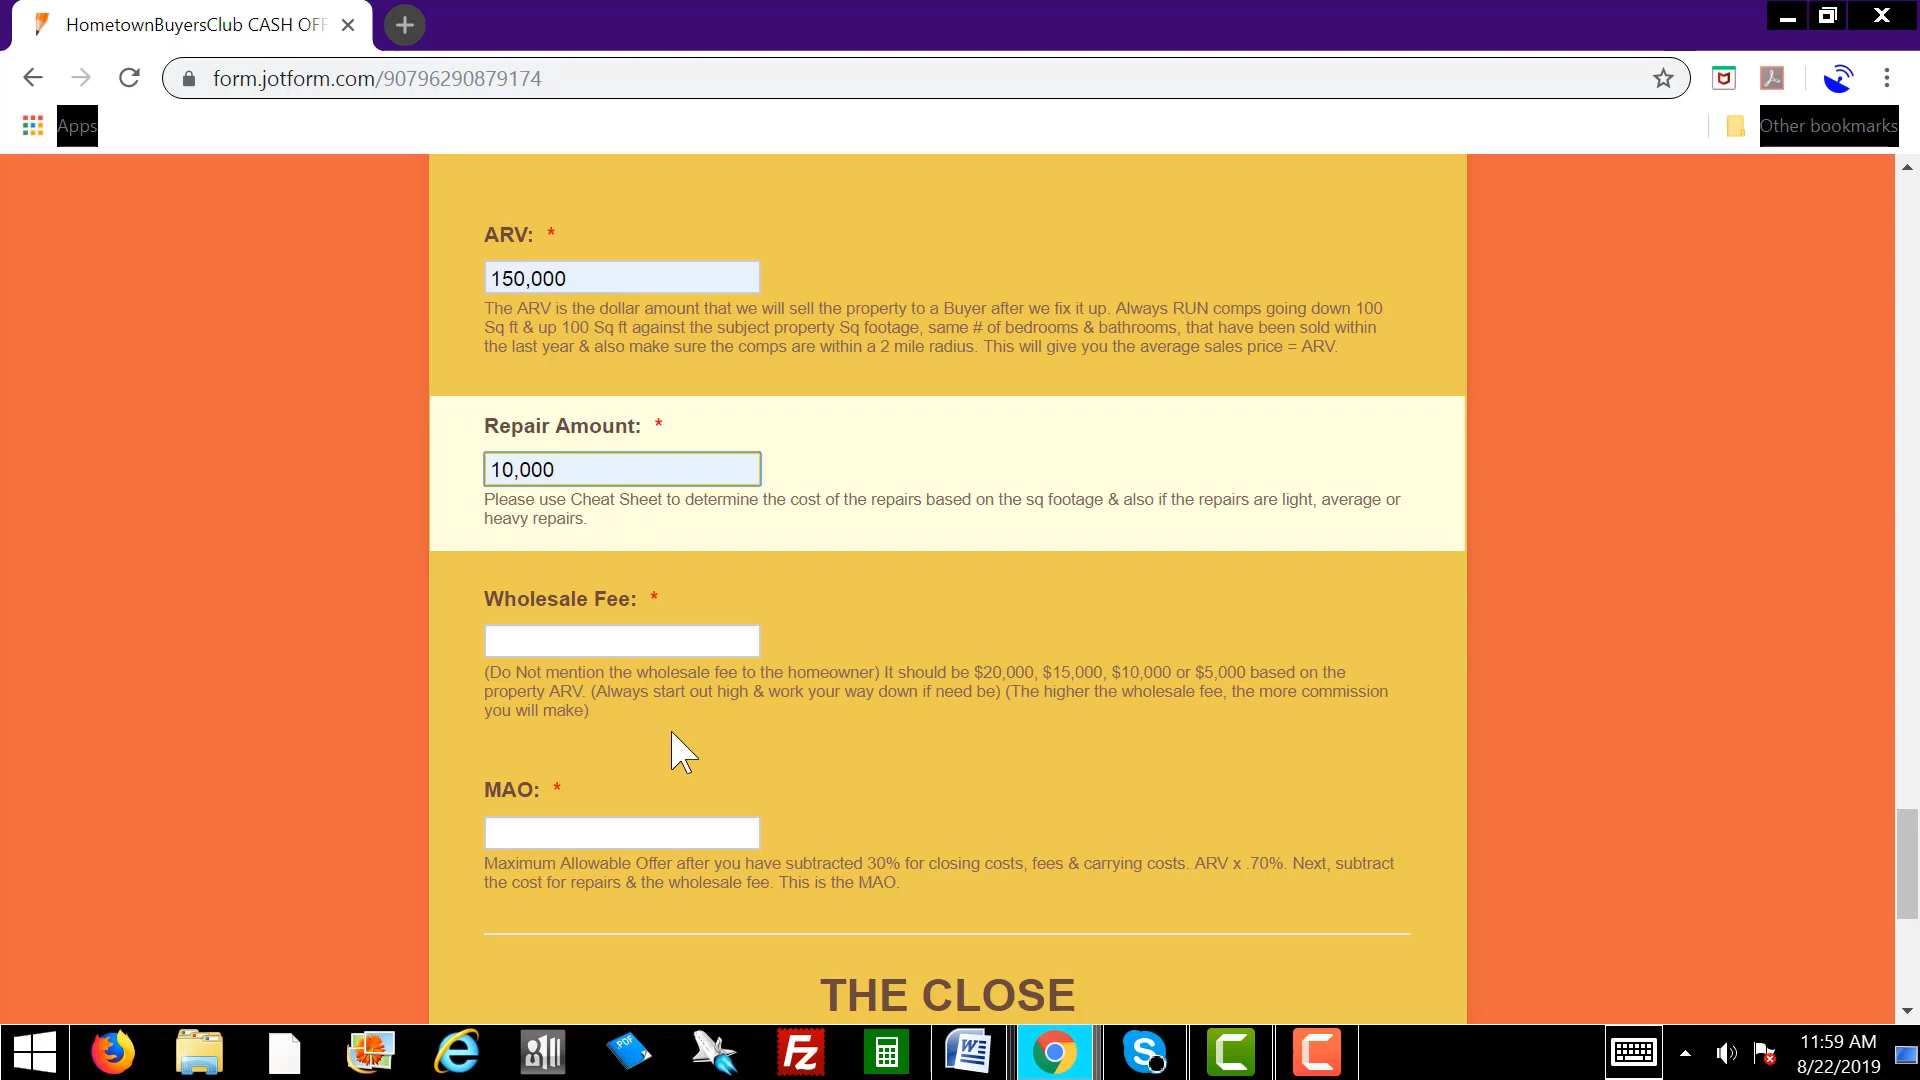 HometownBuyersClub CASH OFF
form.jotform.com/90796290879174
Apps
Other bookmarks
ARV: *
150,000
The ARV is the dollar amount that we will sell the property to a Buyer after we fix it up. Always RUN comps going down 100
Sq ft & up 100 Sq ft against the subject property Sq footage, same # of bedrooms & bathrooms, that have been sold within
the last year & also make sure the comps are within a 2 mile radius. This will give you the average sales price = ARV.
Repair Amount: *
10,000
Please use Cheat Sheet to determine the cost of the repairs based on the sq footage & also if the repairs are light, average or
heavy repairs.
Wholesale Fee: *
(Do Not mention the wholesale fee to the homeowner) It should be $20,000, $15,000, $10,000 or $5,000 based on the
property ARV. (Always start out high & work your way down if need be) (The higher the wholesale fee, the more commission
you will make)
MAO: *
Maximum Allowable Offer after you have subtracted 30% for closing costs, fees & carrying costs. ARV x .70%. Next, subtract
the cost for repairs & the wholesale fee. This is the MAO.
THE CLOSE
PDF
Fz
W
S
C
C
11:59 AM
8/22/2019